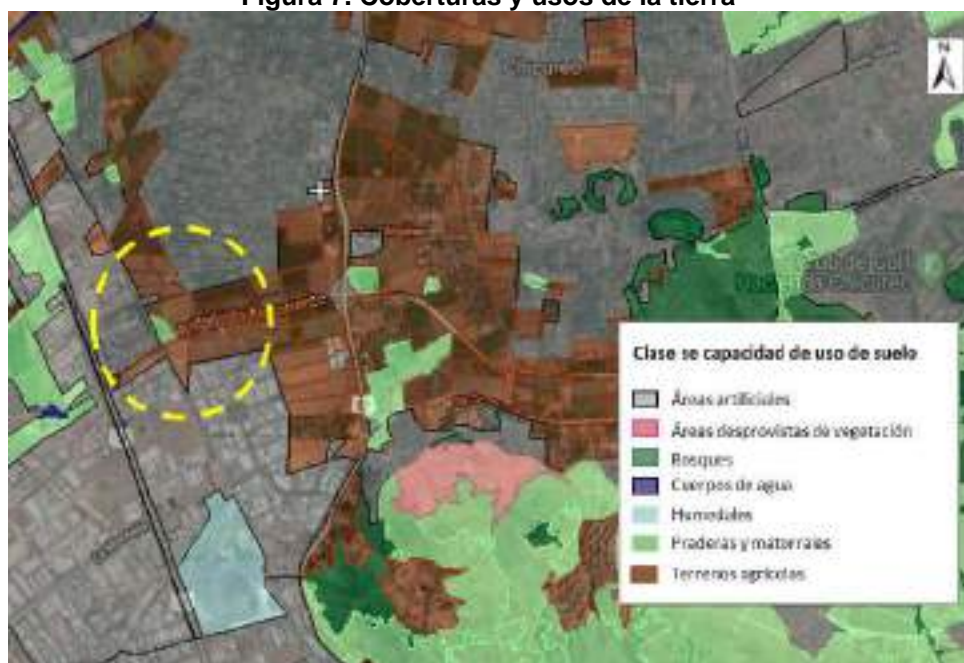 Figura 7. Coberturas y usos de la tierra
N
Clase se capacidad de uso de suelo
Áreas artificiales
Áreas desprovistas de vegetación
Bosques
Cuerpos de agua
Humedales
Praderas y matorrales
Terrenos agrícolas